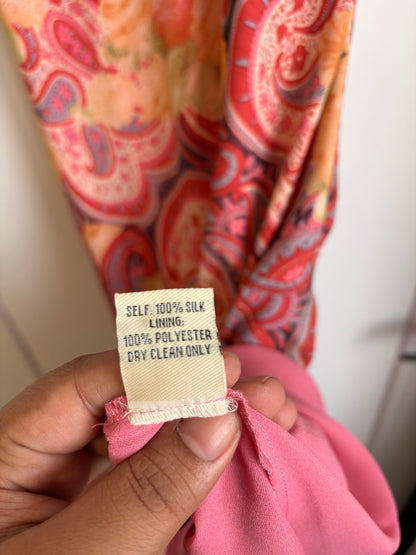 SELF: 100% SILK
LINING:
100% POLYESTER
DRY CLEAN ONLY